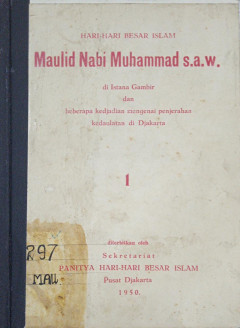 HARI-HARI BESAR ISLAM
Maulid Nabi Muhammad s.a.w.
di Istana Gambir
dan
beberapa kedjadian mengenai penjerahan
kedaulatan di Djakarta
1
diterbitkan oleh
Sekretariat
PANITYA HARI-HARI BESAR ISLAM
Pusat Djakarta
1950.
297
MAU